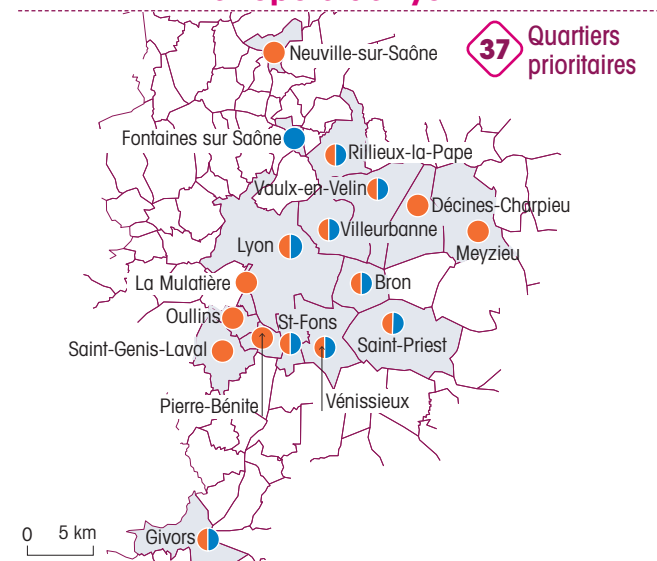 37 Quartiers
prioritaires
Neuville-sur-Saône
Fontaines sur Saône
Rillieux-la-Pape
Vaulx-en-Velin
Décines-Charpieu
Villeurbanne
Lyon
Meyzieu
La Mulatière
Bron
Oullins
St-Fons
Saint-Genis-Laval
Saint-Priest
Pierre-Bénite
Vénissieux
0 5 km
Givors